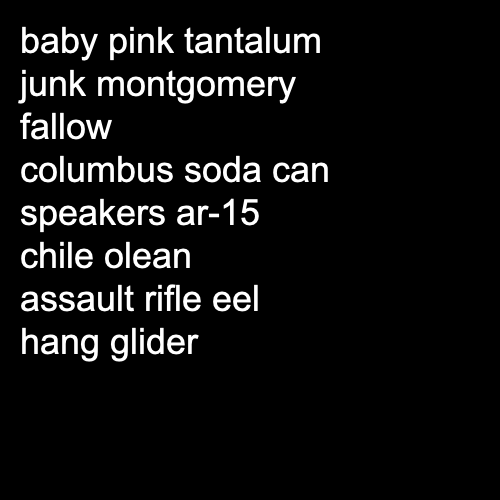 baby pink tantalum
junk montgomery
fallow
columbus soda can
speakers ar-15
chile olean
assault rifle eel
hang glider